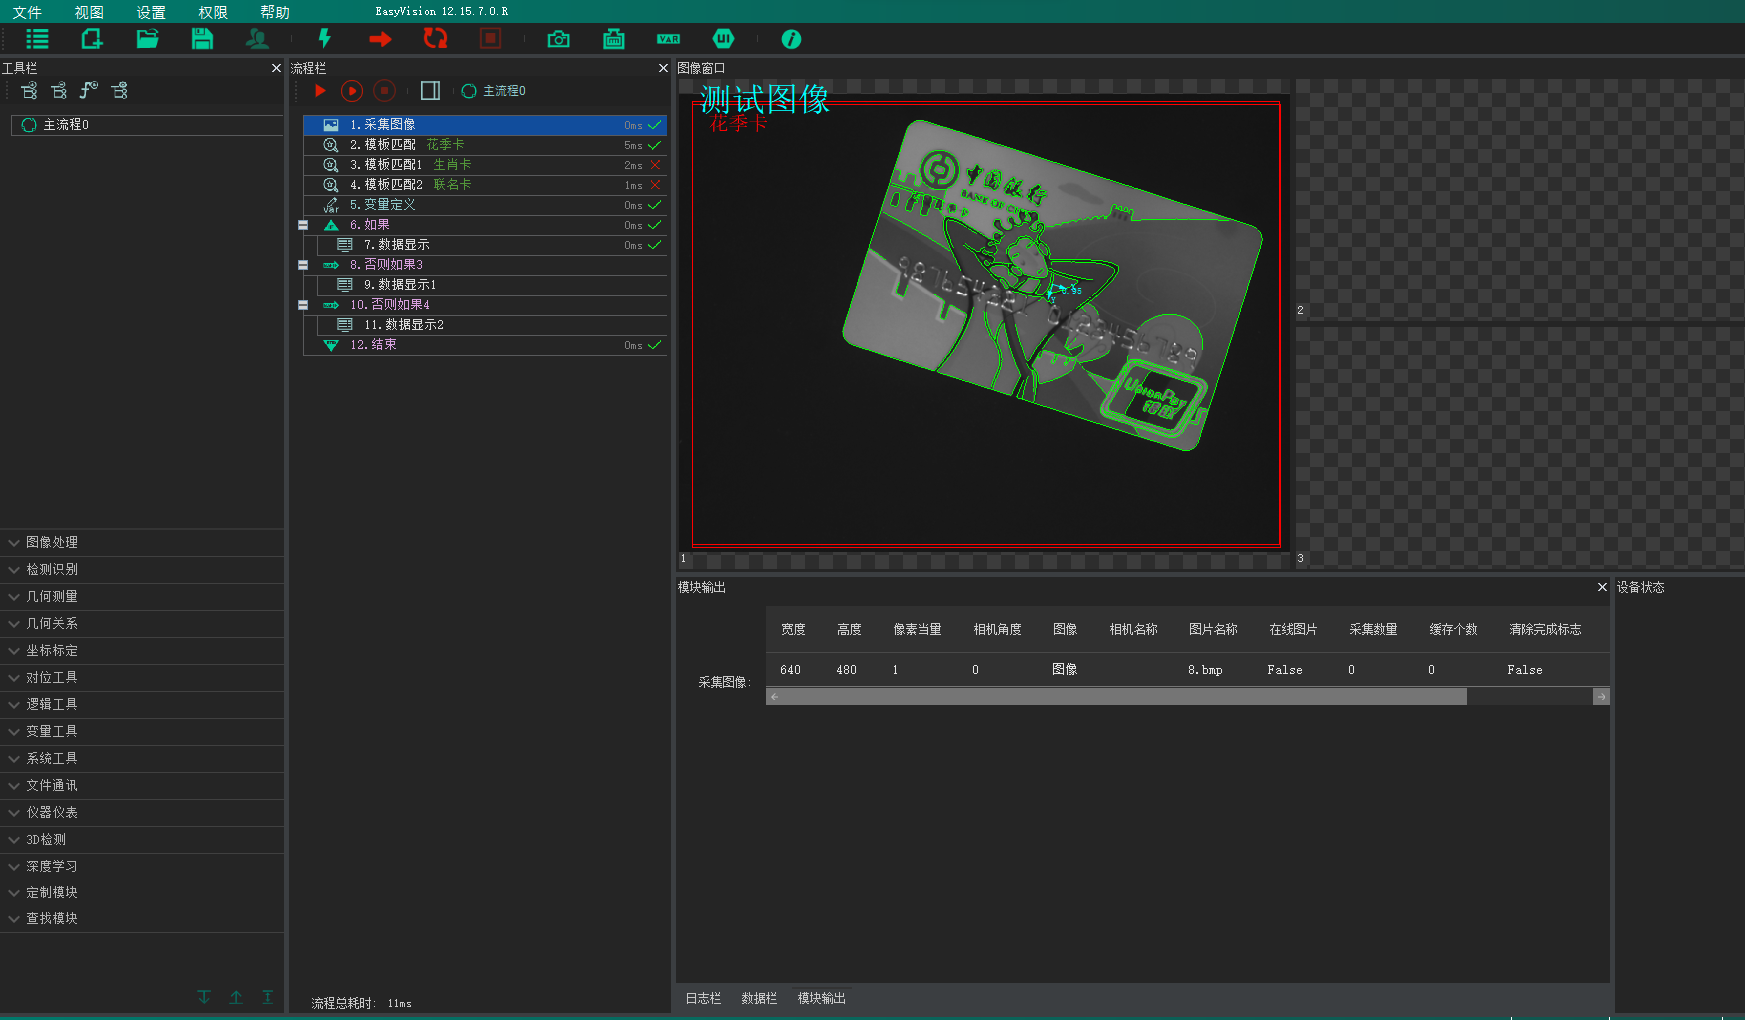 文件 视图 设置 权限 帮助 EasyVision 12.15.7.0.R
VAR UI
工具栏
主流程0
图像处理
检测识别
几何测量
几何关系
坐标标定
对位工具
逻辑工具
变量工具
系统工具
文件通讯
仪器仪表
3D检测
深度学习
定制模块
查找模块
流程栏
主流程0
1.采集图像 0ms
2.模板匹配 花季卡 5ms
3.模板匹配1 生肖卡 2ms
4.模板匹配2 联名卡 1ms
5.变量定义 0ms
6.如果 0ms
7.数据显示 0ms
8.否则如果3
9.数据显示1
10.否则如果4
11.数据显示2
12.结束 0ms
流程总耗时: 11ms
图像窗口
测试图像
花季卡
中国银行
UnionPay
银联
1
2
3
模块输出
宽度 高度 像素当量 相机角度 图像 相机名称 图片名称 在线图片 采集数量 缓存个数 清除完成标志
采集图像: 640 480 1 0 图像 8.bmp False 0 0 False
日志栏 数据栏 模块输出
设备状态